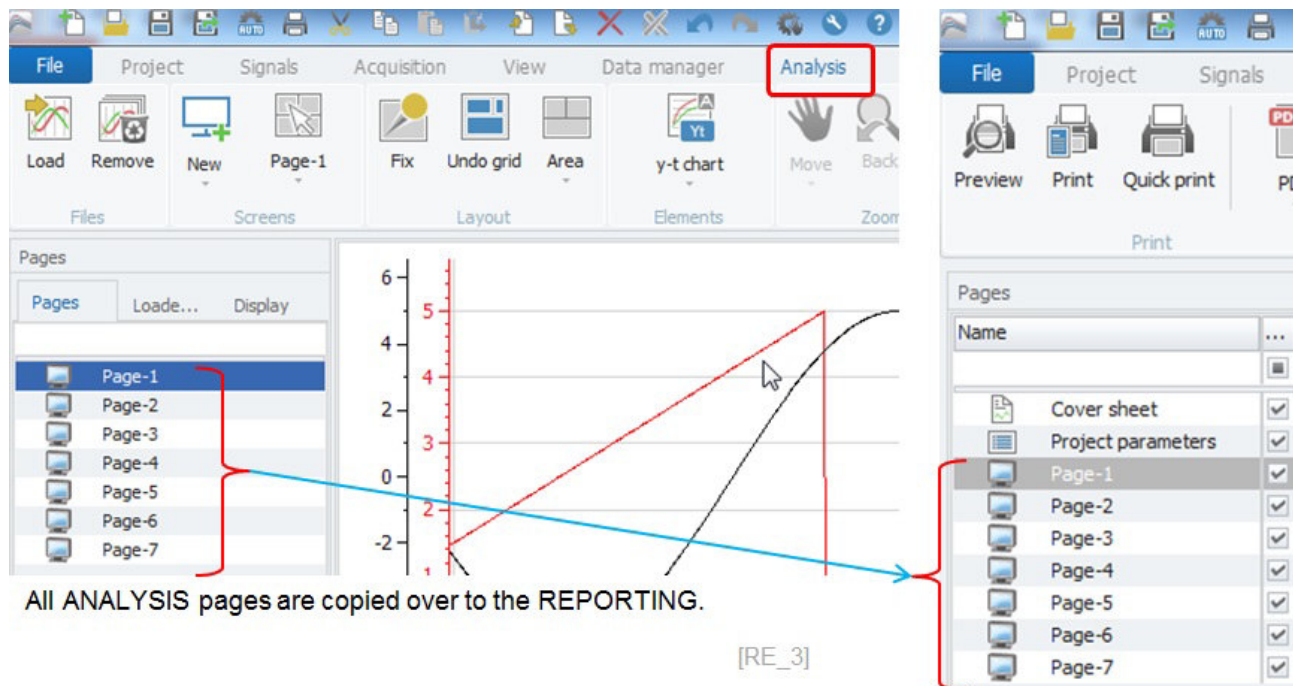 AUTO
File Project Signals Acquisition View Data manager Analysis
A
Yt
Load Remove New Page-1 Fix Undo grid Area y-t chart Move Back
Files Screens Layout Elements Zoom
Pages
Pages Loade... Display
Page-1
Page-2
Page-3
Page-4
Page-5
Page-6
Page-7
6
5
4
4
2
3
0
2
-2
1
All ANALYSIS pages are copied over to the REPORTING.
[RE_3]
AUTO
File Project Signals
Preview Print Quick print
Print
Pages
Name ...
Cover sheet
Project parameters
Page-1
Page-2
Page-3
Page-4
Page-5
Page-6
Page-7